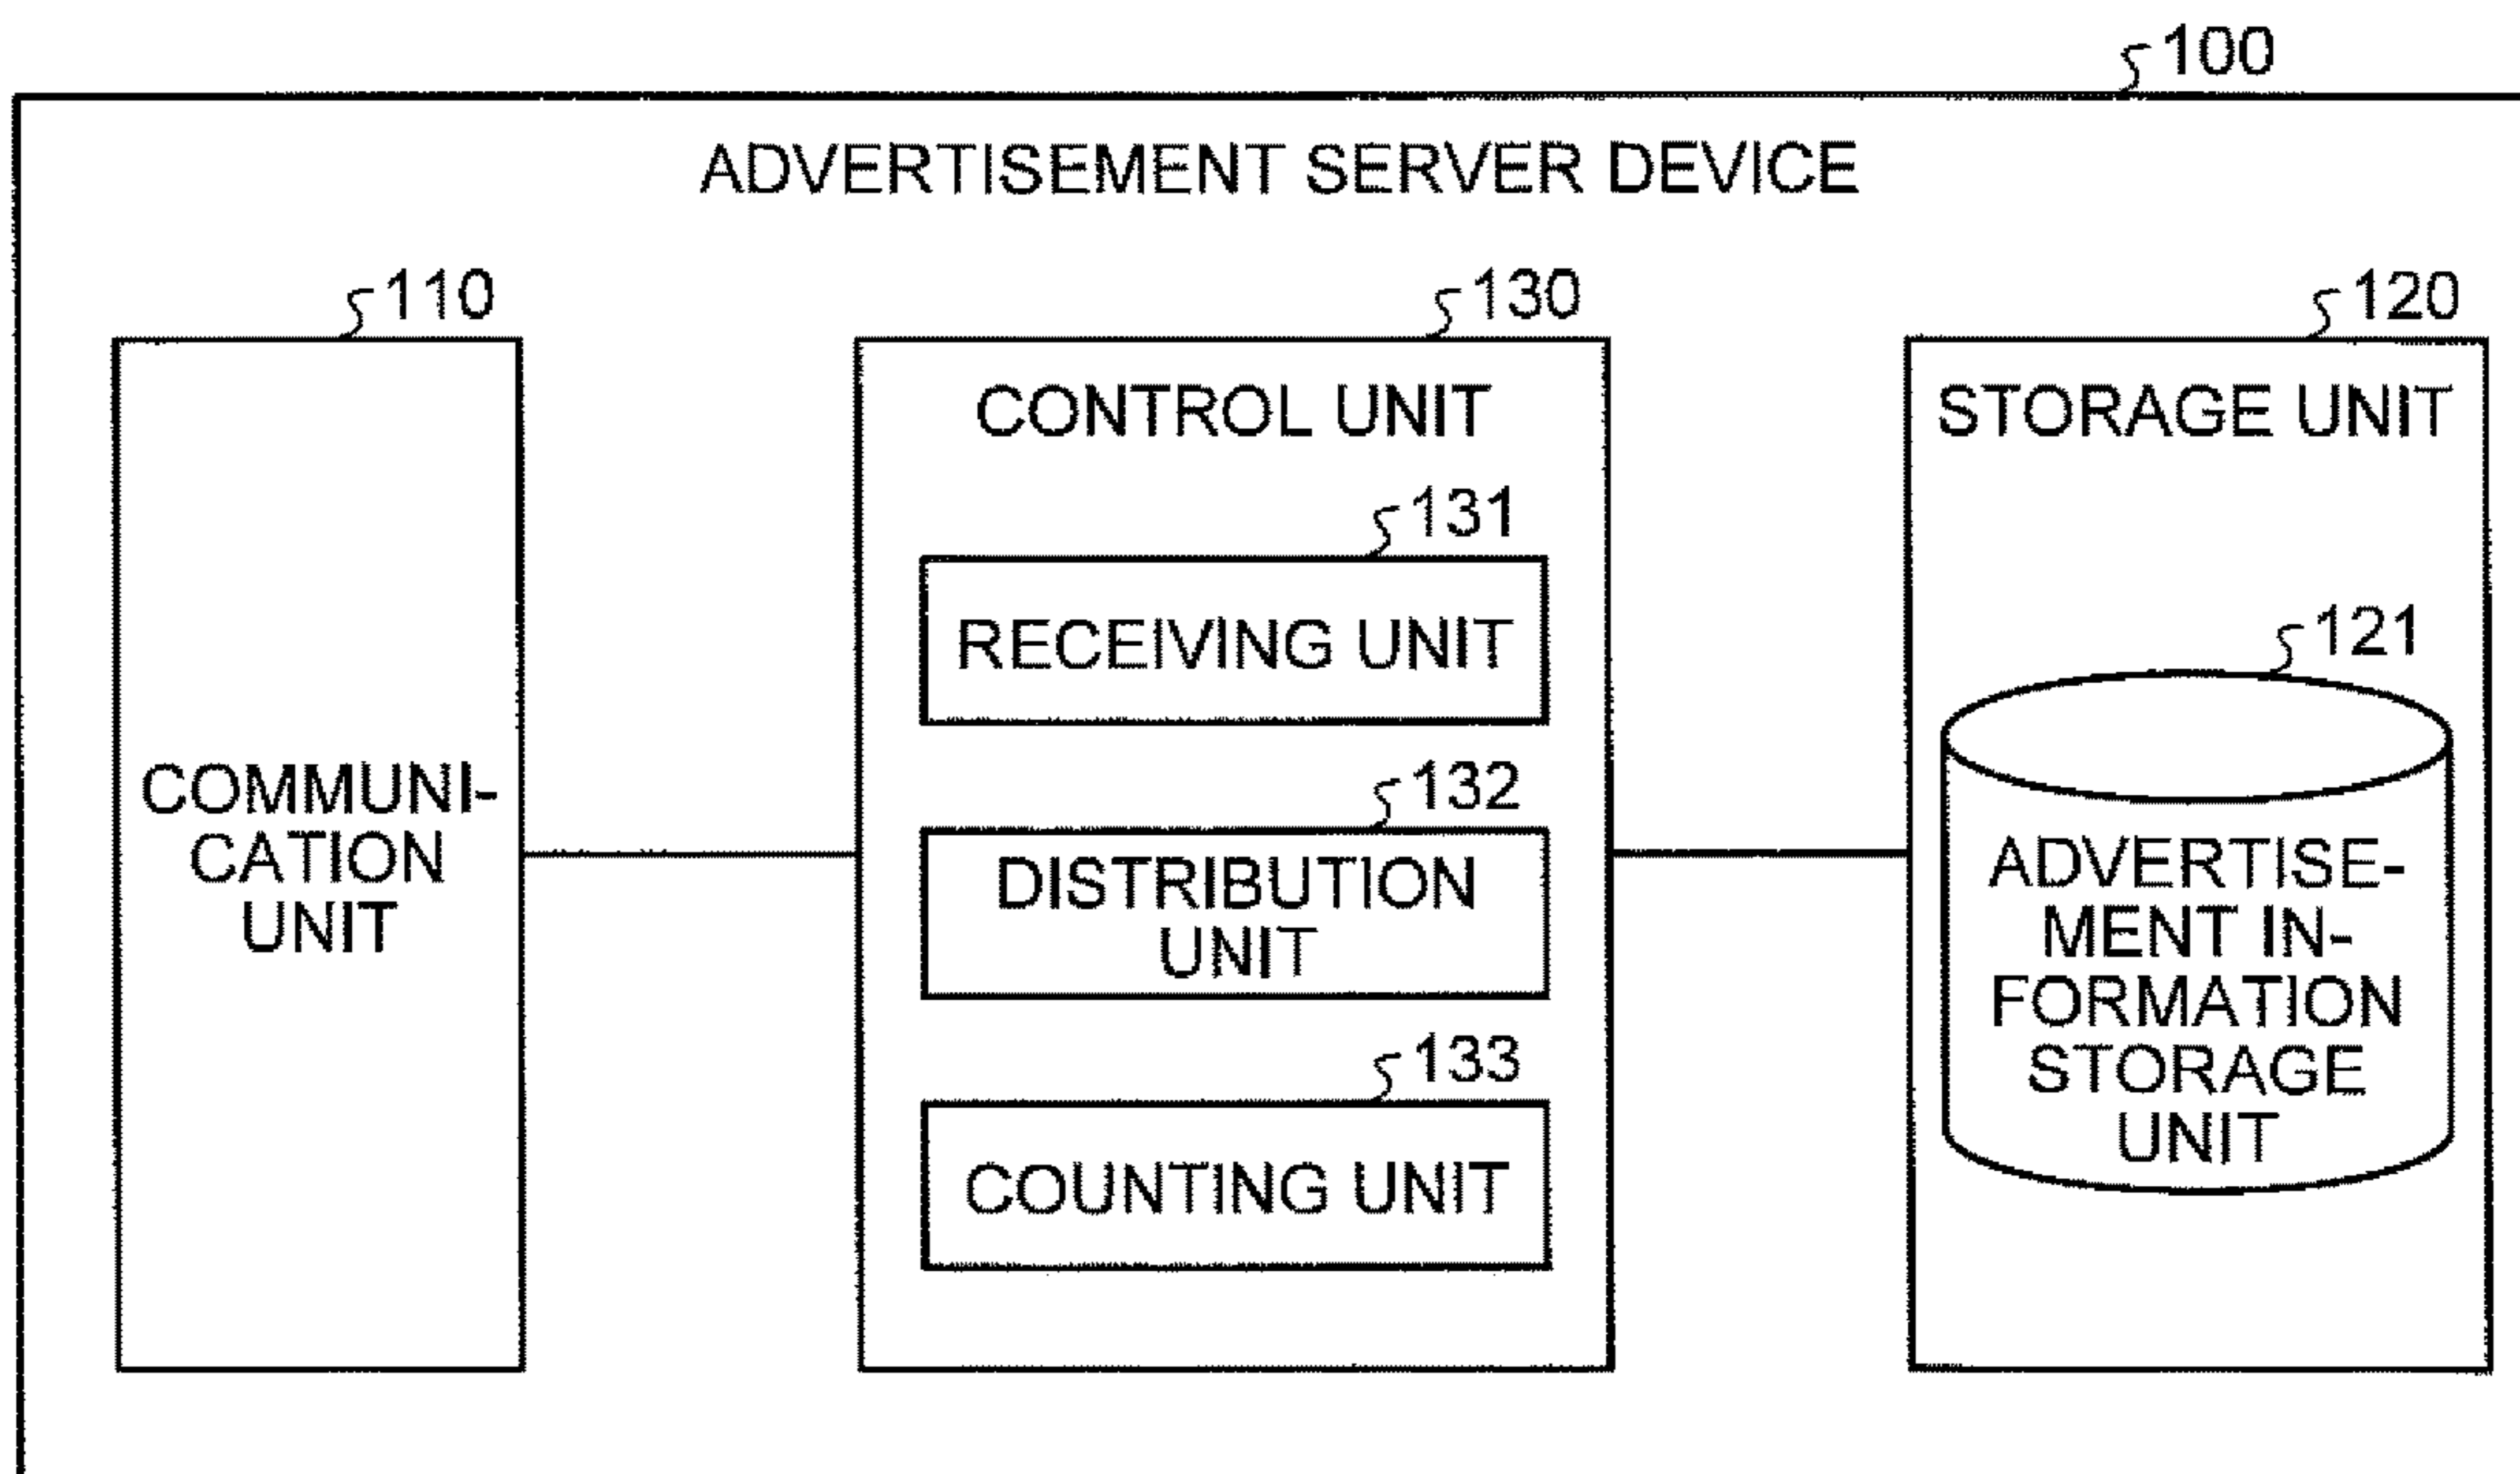 100
ADVERTISEMENT SERVER DEVICE
110
COMMUNI-
CATION
UNIT
130
CONTROL UNIT
131
RECEIVING UNIT
132
DISTRIBUTION
UNIT
133
COUNTING UNIT
120
STORAGE UNIT
121
ADVERTISE-
MENT IN-
FORMATION
STORAGE
UNIT